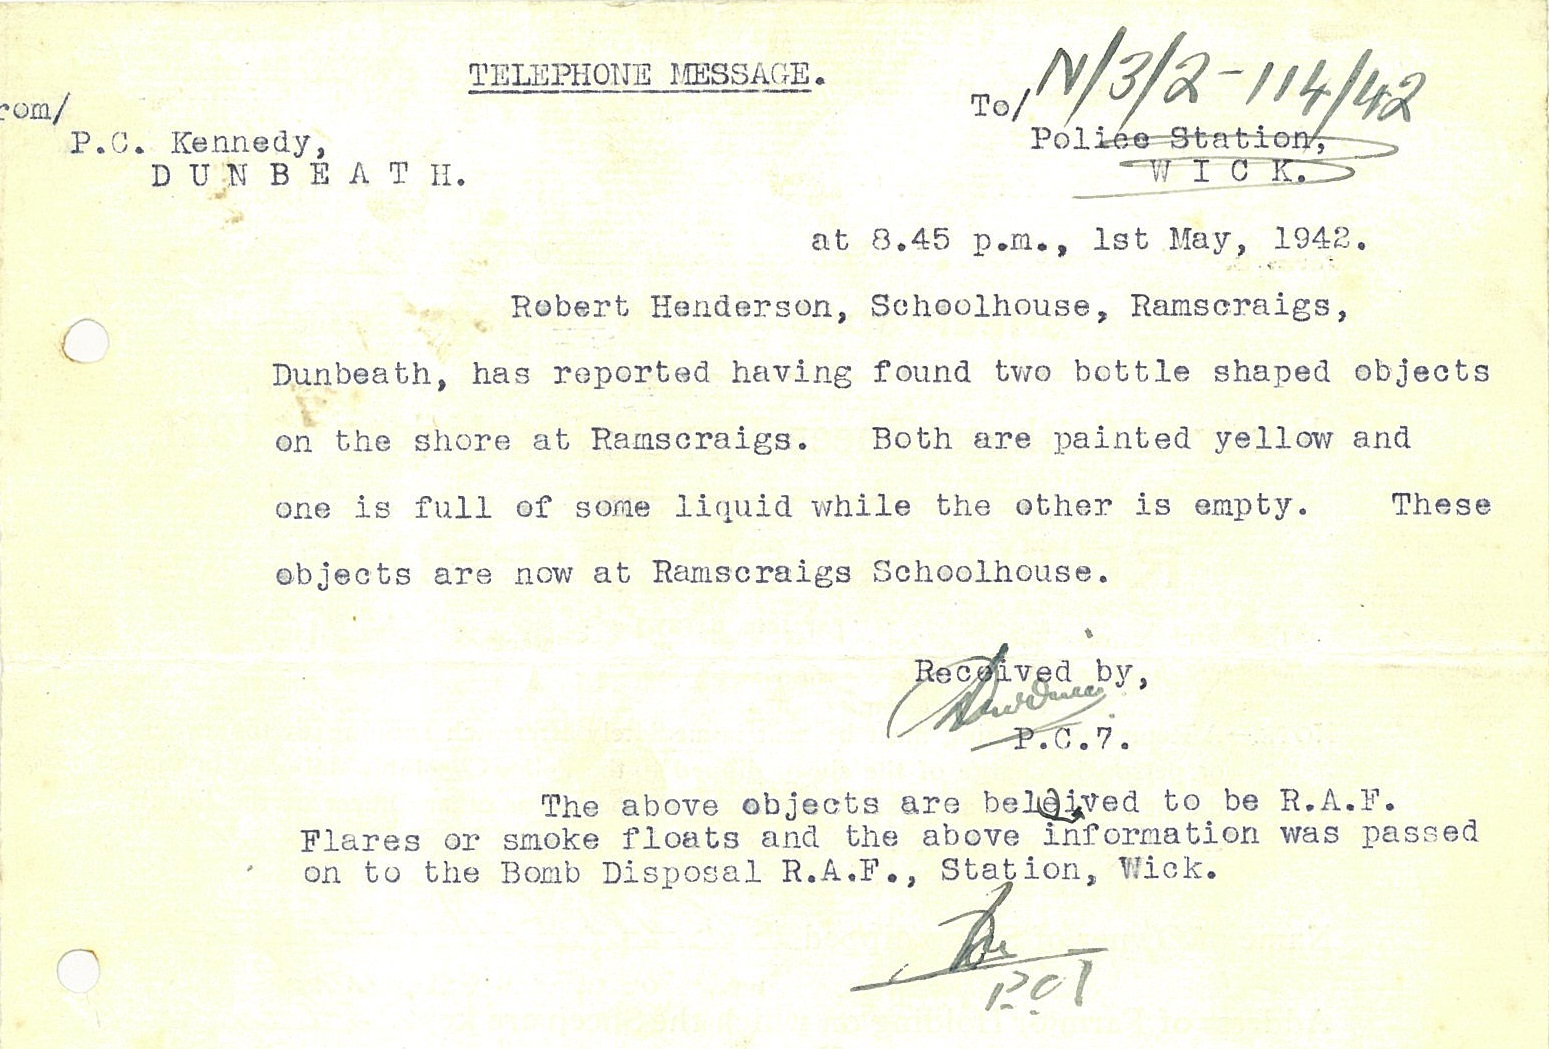 TELEPHONE MESSAGE.
To/ N/3/2-114/42
rom/
P.C. Kennedy,
DUNBEATH.
Police Station,
WICK.
at 8.45 p.m., 1st May, 1942.
Robert Henderson, Schoolhouse, Ramscraigs,
Dunbeath, has reported having found two bottle shaped objects
on the shore at Ramscraigs. Both are painted yellow and
one is full of some liquid while the other is empty. These
objects are now at Ramscraigs Schoolhouse.
Received by,
P.C.7.
The above objects are beleived to be R.A.F.
Flares or smoke floats and the above information was passed
on to the Bomb Disposal R.A.F., Station, Wick.